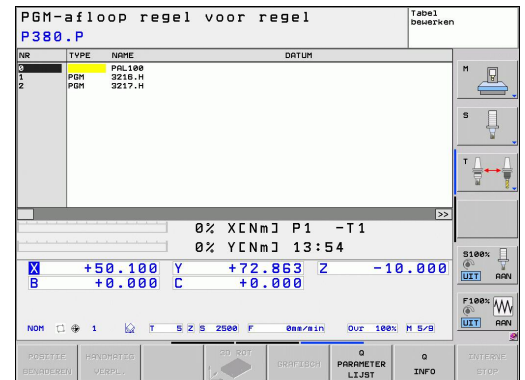 PGM-afloop regel voor regel
Tabel
bewerken
P380.P
NR TYPE NAME DATUM
0 PAL100
1 PGM 3216.H
2 PGM 3217.H
>>
M
S
T
0% X[Nm] P1 -T1
0% Y[Nm] 13:54
X +50.100 Y +72.863 Z -10.000
B +0.000 C +0.000
S100%
UIT AAN
F100%
UIT AAN
NOM 1 T 5 Z S 2500 F 0mm/min Ovr 100% M 5/9
POSITIE
BENADEREN
HANDMATIG
VERPL.
3D ROT
GRAFISCH
Q
PARAMETER
LIJST
Q
INFO
INTERNE
STOP